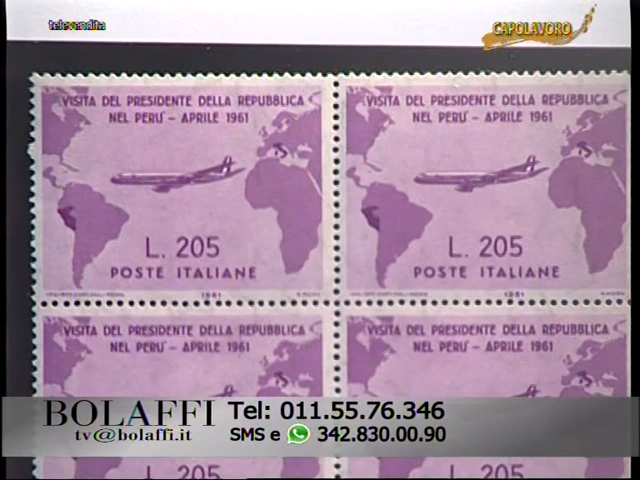 televendita
CAPOLAVORO
VISITA DEL PRESIDENTE DELLA REPUBBLICA
NEL PERU' - APRILE 1961
L. 205
POSTE ITALIANE
1961
VISITA DEL PRESIDENTE DELLA REPUBBLICA
NEL PERU' - APRILE 1961
L. 205
POSTE ITALIANE
1961
VISITA DEL PRESIDENTE DELLA REPUBBLICA
NEL PERU' - APRILE 1961
L. 205
VISITA DEL PRESIDENTE DELLA REPUBBLICA
NEL PERU' - APRILE 1961
L. 205
BOLAFFI
tv@bolaffi.it
Tel: 011.55.76.346
SMS e 342.830.00.90